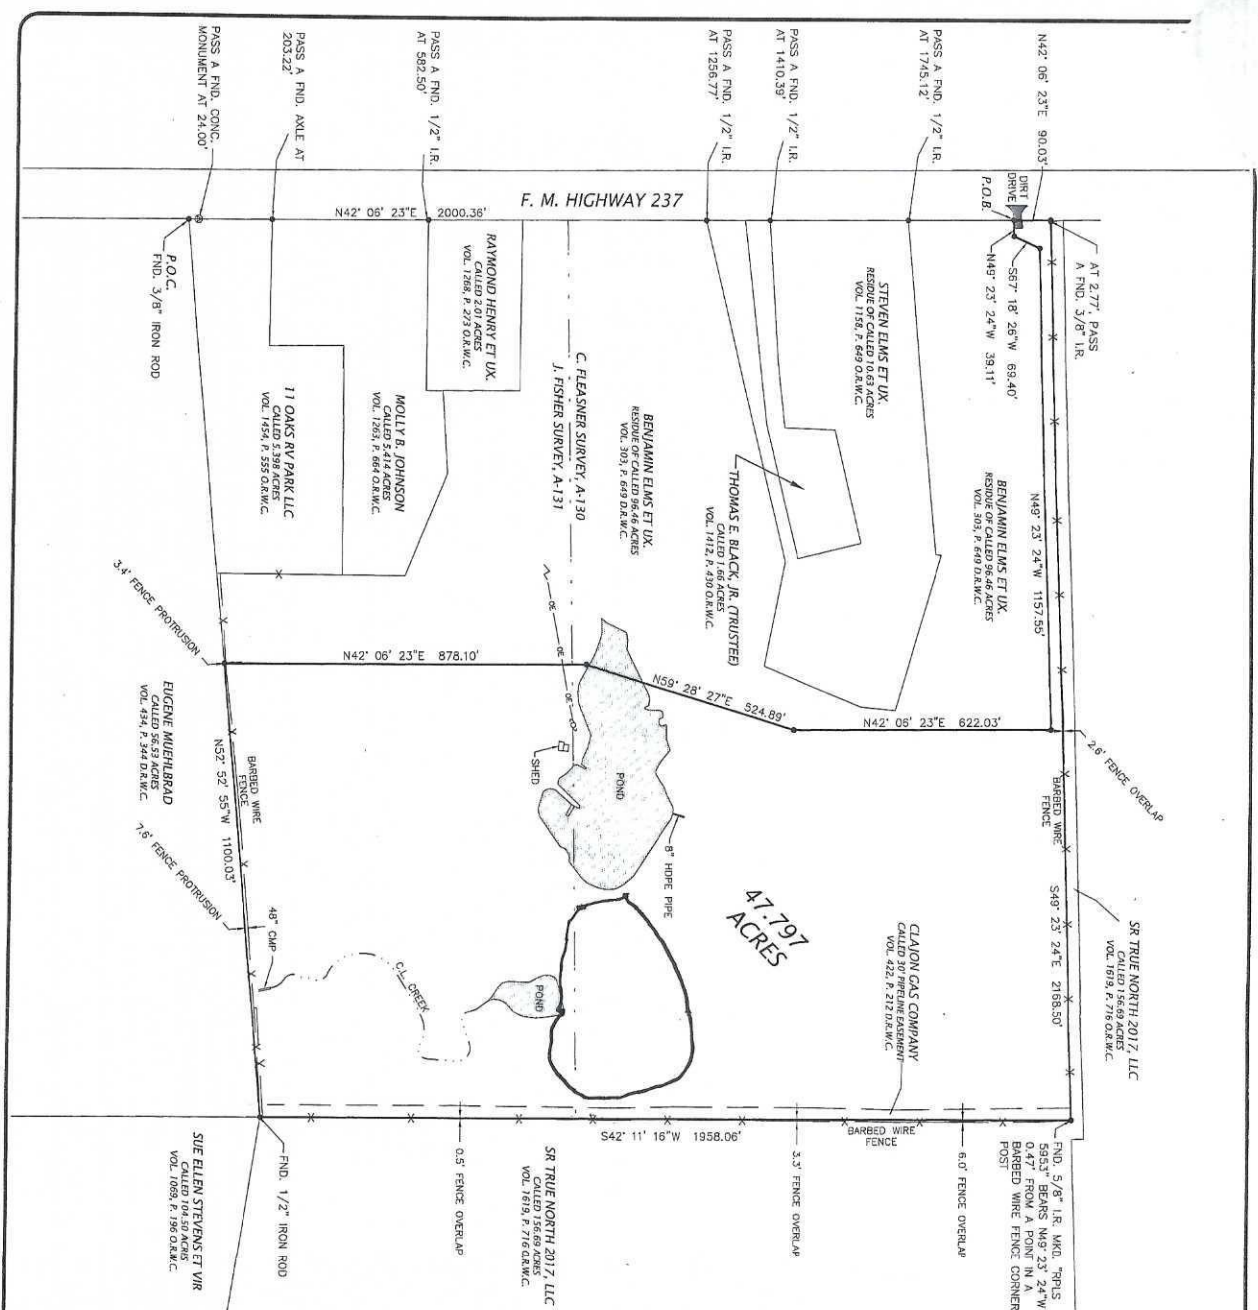 PASS A FND. CONC.
MONUMENT AT 24.00'
PASS A FND. AXLE AT
203.22'
PASS A FND. 1/2" I.R.
AT 582.50'
PASS A FND. 1/2" I.R.
AT 1256.77'
PASS A FND. 1/2" I.R.
AT 1410.39'
PASS A FND. 1/2" I.R.
AT 1745.12'
N42° 06' 23"E 90.03'
DIRT
DRIVE
P.O.B.
F. M. HIGHWAY 237
N42° 06' 23"E 2000.36'
AT 2.77', PASS
A FND. 3/8" I.R.
S67° 18' 26"W 69.40'
N49° 23' 24"W 39.11'
P.O.C.
FND. 3/8" IRON ROD
RAYMOND HENRY ET UX.
CALLED 2.01 ACRES
VOL. 1268, P. 273 O.R.W.C.
STEVEN ELMS ET UX.
RESIDUE OF CALLED 10.63 ACRES
VOL. 1158, P. 649 O.R.W.C.
11 OAKS RV PARK LLC
CALLED 5.398 ACRES
VOL. 1454, P. 555 O.R.W.C.
MOLLY B. JOHNSON
CALLED 5.414 ACRES
VOL. 1263, P. 664 O.R.W.C.
C. FLEASNER SURVEY, A-130
J. FISHER SURVEY, A-131
BENJAMIN ELMS ET UX.
RESIDUE OF CALLED 96.46 ACRES
VOL. 303, P. 649 D.R.W.C.
THOMAS E. BLACK, JR. (TRUSTEE)
CALLED 1.66 ACRES
VOL. 1412, P. 430 O.R.W.C.
BENJAMIN ELMS ET UX.
RESIDUE OF CALLED 96.46 ACRES
VOL. 303, P. 649 D.R.W.C.
N49° 23' 24"W 1157.55'
3.4' FENCE PROTRUSION
N42° 06' 23"E 878.10'
OE
OE
OE
N59° 28' 27"E 524.89'
N42° 06' 23"E 622.03'
2.6' FENCE OVERLAP
EUGENE MUEHLBRAD
CALLED 56.53 ACRES
VOL. 434, P. 344 D.R.W.C.
N52° 52' 55"W 1100.03'
BARBED WIRE
FENCE
SHED
POND
8" HDPE PIPE
BARBED WIRE
FENCE
7.6' FENCE PROTRUSION
48" CMP
C.L. CREEK
POND
47.797
ACRES
CLAJON GAS COMPANY
CALLED 30' PIPELINE EASEMENT
VOL. 422, P. 212 D.R.W.C.
S49° 23' 24"E 2168.50'
SR TRUE NORTH 2017, LLC
CALLED 156.69 ACRES
VOL. 1619, P. 716 O.R.W.C.
S42° 11' 16"W 1958.06'
BARBED WIRE
FENCE
SUE ELLEN STEVENS ET VIR
CALLED 104.50 ACRES
VOL. 1069, P. 196 O.R.W.C.
FND. 1/2" IRON ROD
0.5' FENCE OVERLAP
SR TRUE NORTH 2017, LLC
CALLED 156.69 ACRES
VOL. 1619, P. 716 O.R.W.C.
3.3' FENCE OVERLAP
6.0' FENCE OVERLAP
FND. 5/8" I.R. MKD. "RPLS
5953" BEARS N49° 23' 24"W
0.47' FROM A POINT IN A
BARBED WIRE FENCE CORNER
POST